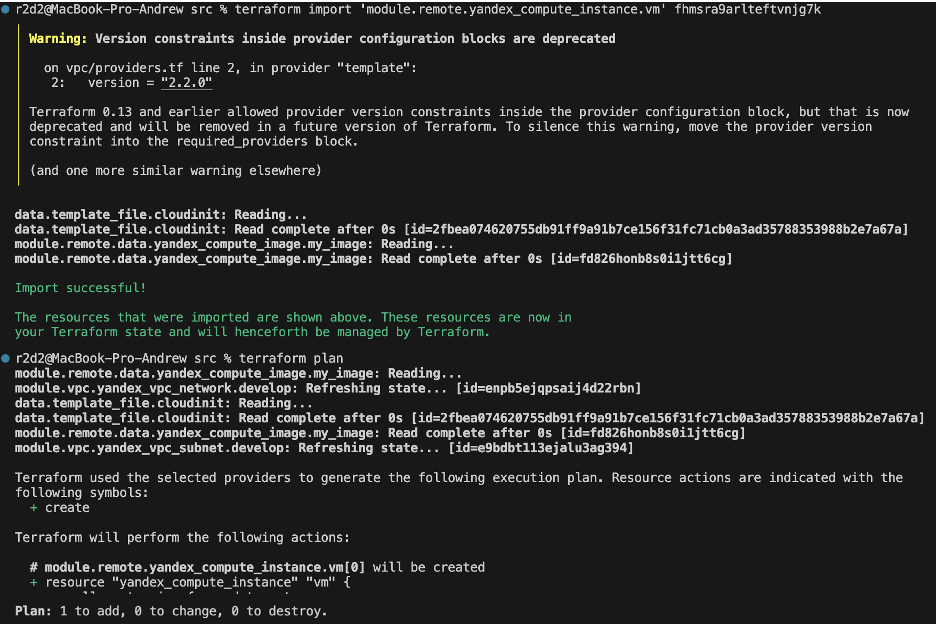 r2d2@MacBook-Pro-Andrew src % terraform import 'module.remote.yandex_compute_instance.vm' fhmsra9arlteftvnjg7k
Warning: Version constraints inside provider configuration blocks are deprecated
on vpc/providers.tf line 2, in provider "template":
2: version = "2.2.0"
Terraform 0.13 and earlier allowed provider version constraints inside the provider configuration block, but that is now
deprecated and will be removed in a future version of Terraform. To silence this warning, move the provider version
constraint into the required_providers block.
(and one more similar warning elsewhere)
data.template_file.cloudinit: Reading...
data.template_file.cloudinit: Read complete after 0s [id=2fbea074620755db91ff9a91b7ce156f31fc71cb0a3ad35788353988b2e7a67a]
module.remote.data.yandex_compute_image.my_image: Reading...
module.remote.data.yandex_compute_image.my_image: Read complete after 0s [id=fd826honb8s0i1jtt6cg]
Import successful!
The resources that were imported are shown above. These resources are now in
your Terraform state and will henceforth be managed by Terraform.
r2d2@MacBook-Pro-Andrew src % terraform plan
module.remote.data.yandex_compute_image.my_image: Reading...
module.vpc.yandex_vpc_network.develop: Refreshing state... [id=enpb5ejqpsaij4d22rbn]
data.template_file.cloudinit: Reading...
data.template_file.cloudinit: Read complete after 0s [id=2fbea074620755db91ff9a91b7ce156f31fc71cb0a3ad35788353988b2e7a67a]
module.remote.data.yandex_compute_image.my_image: Read complete after 0s [id=fd826honb8s0i1jtt6cg]
module.vpc.yandex_vpc_subnet.develop: Refreshing state... [id=e9bdbt113ejalu3ag394]
Terraform used the selected providers to generate the following execution plan. Resource actions are indicated with the
following symbols:
+ create
Terraform will perform the following actions:
# module.remote.yandex_compute_instance.vm[0] will be created
+ resource "yandex_compute_instance" "vm" {
Plan: 1 to add, 0 to change, 0 to destroy.